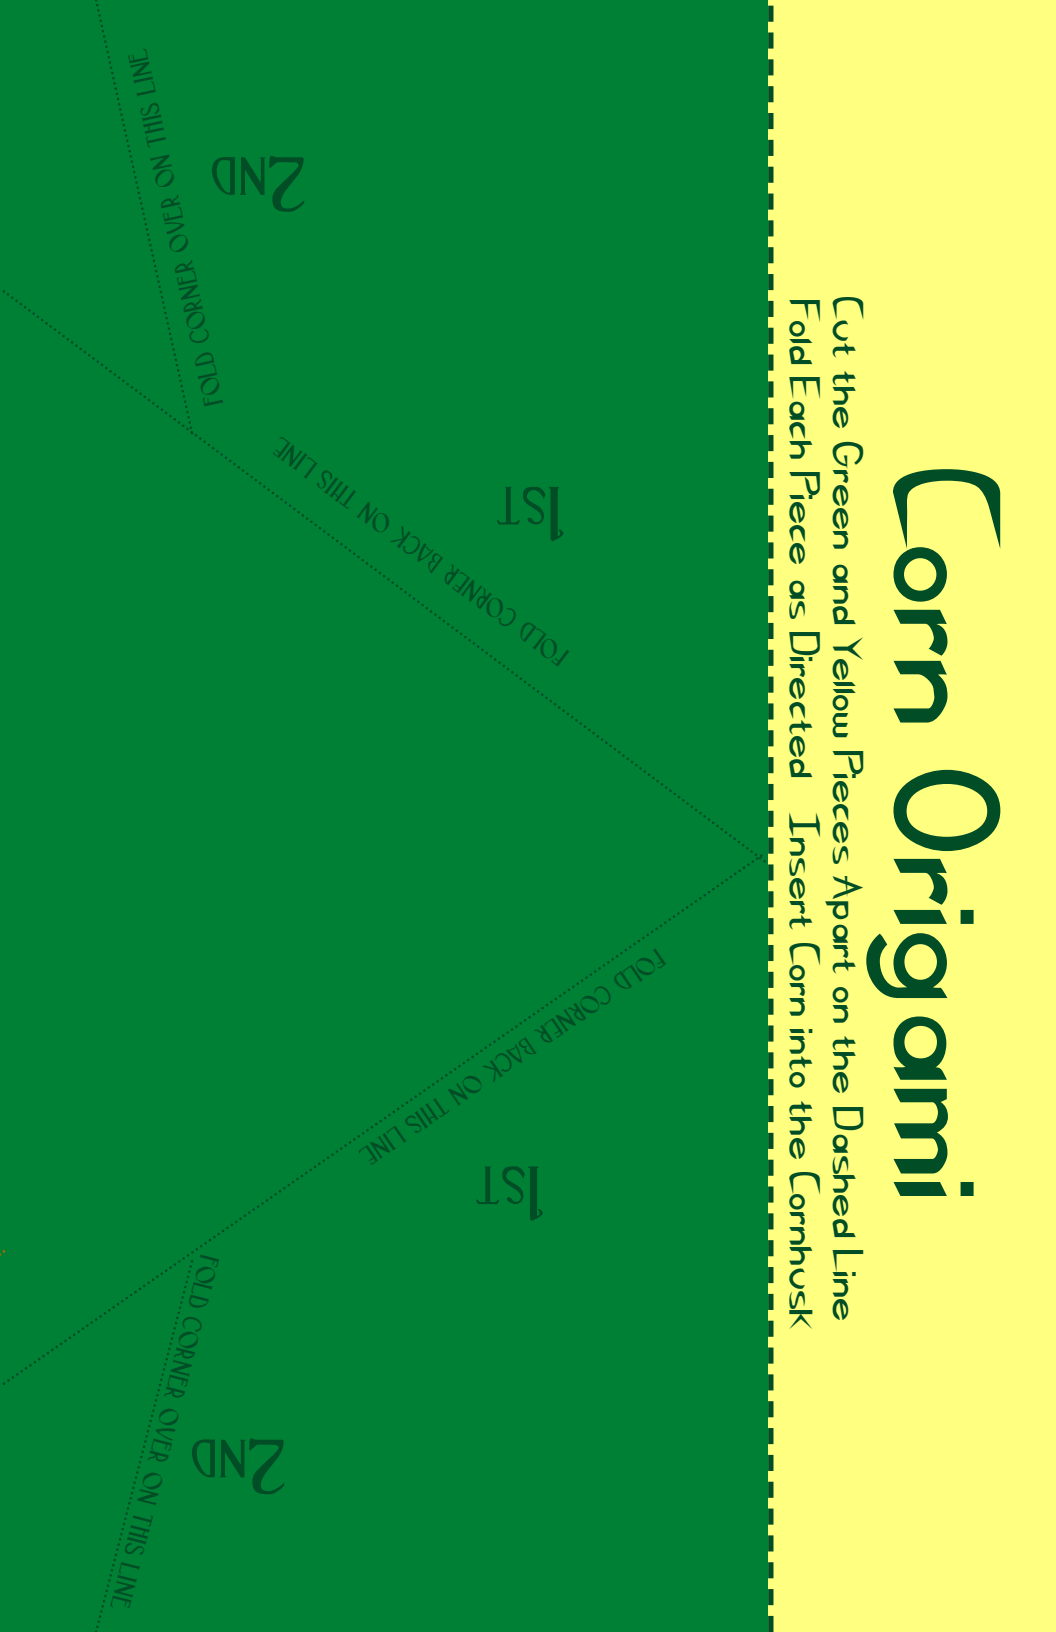 Corn Origami
Cut the Green and Yellow Pieces Apart on the Dashed Line
Fold Each Piece as Directed Insert Corn into the Cornhusk
2ND
FOLD CORNER OVER ON THIS LINE
1ST
FOLD CORNER BACK ON THIS LINE
FOLD CORNER BACK ON THIS LINE
1ST
FOLD CORNER OVER ON THIS LINE
2ND